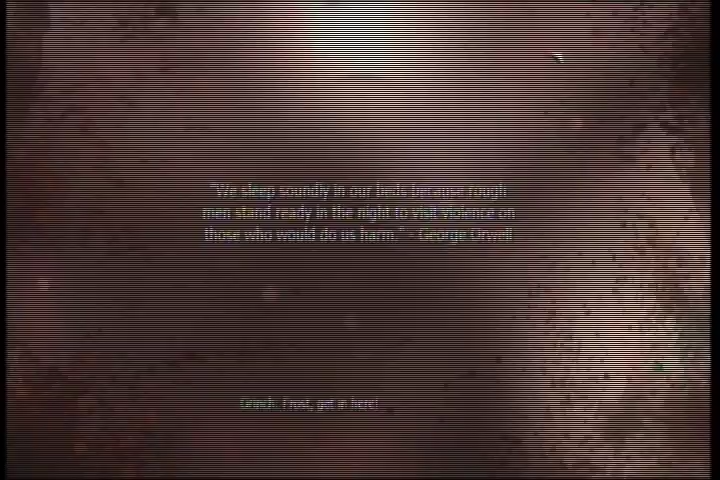 "We sleep soundly in our beds because rough
men stand ready in the night to visit violence on
those who would do us harm." - George Orwell
Grinch.. Frost, get in here!